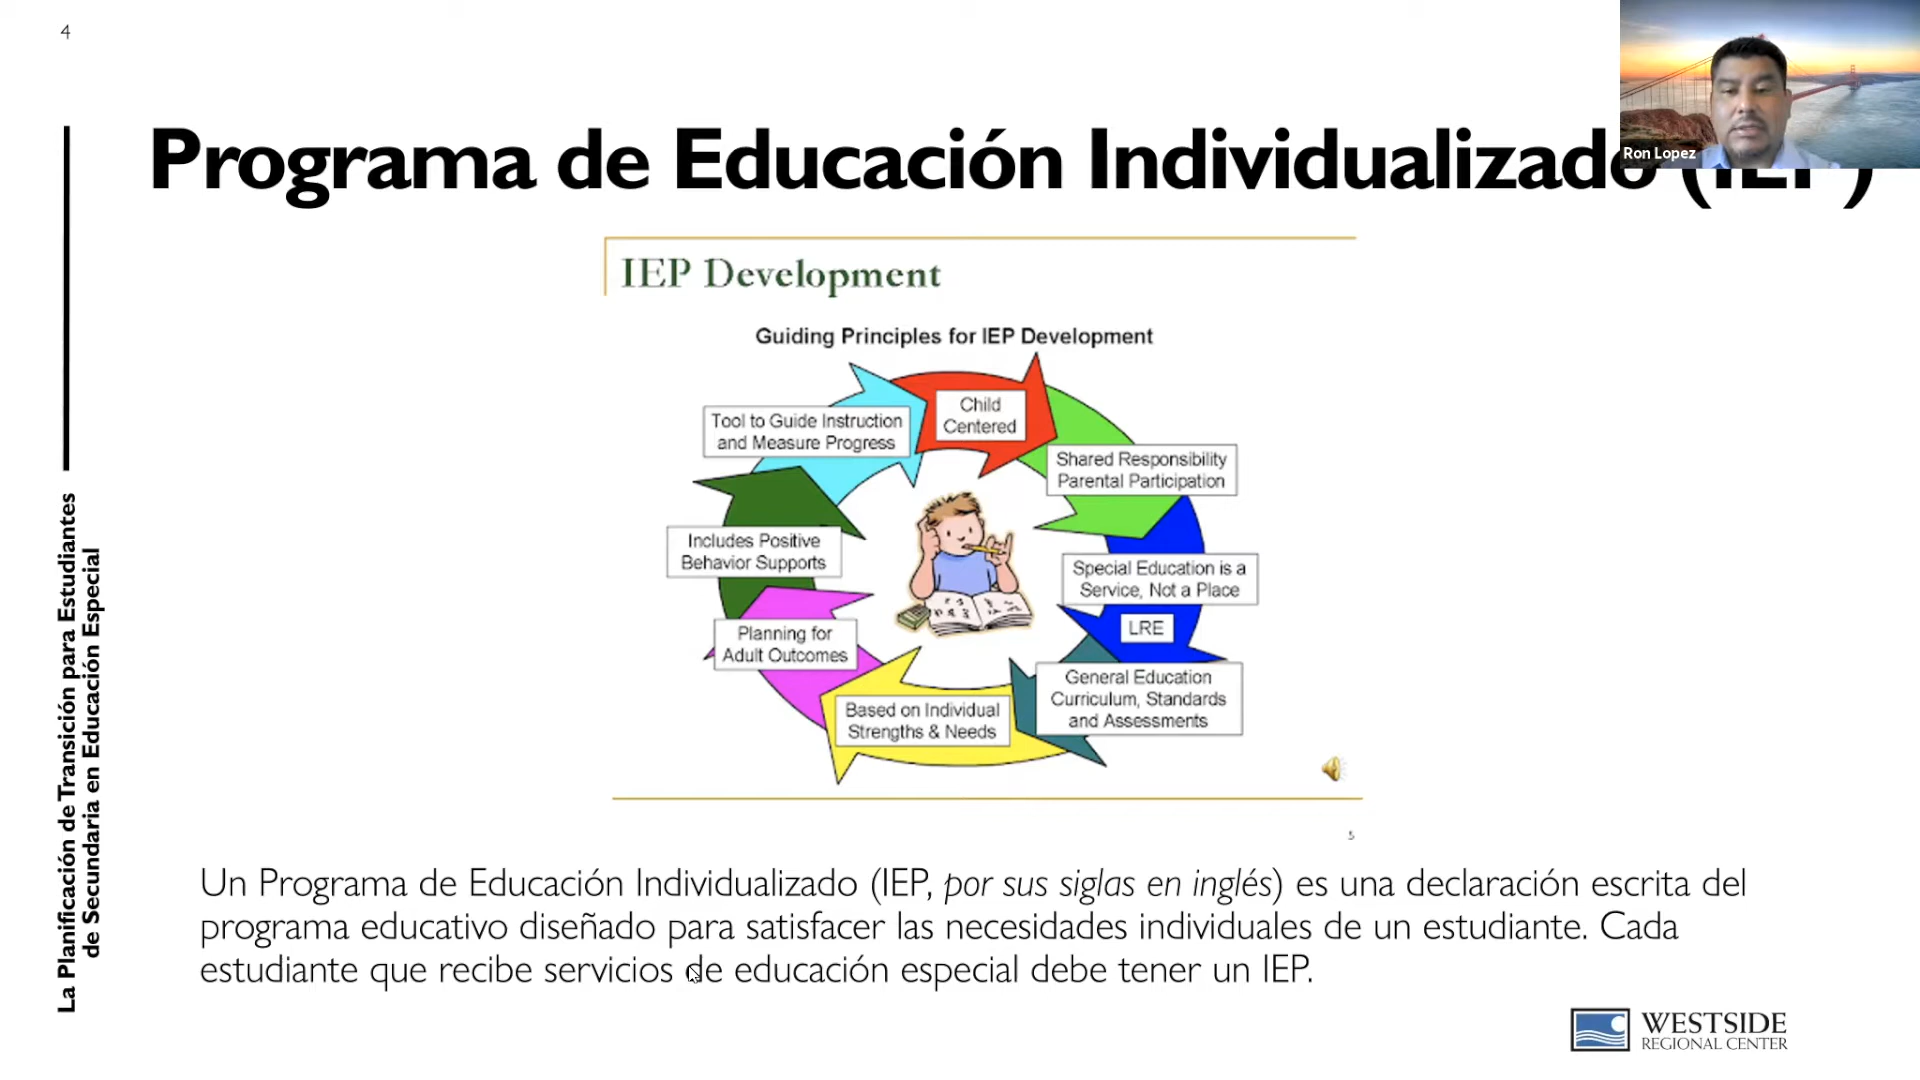 4
Programa de Educación Individualizado (IEP)
Ron Lopez
La Planificación de Transición para Estudiantes
de Secundaria en Educación Especial
IEP Development
Guiding Principles for IEP Development
Child
Centered
Shared Responsibility
Parental Participation
Special Education is a
Service, Not a Place
LRE
General Education
Curriculum, Standards
and Assessments
Based on Individual
Strengths & Needs
Planning for
Adult Outcomes
Includes Positive
Behavior Supports
Tool to Guide Instruction
and Measure Progress
5
Un Programa de Educación Individualizado (IEP, por sus siglas en inglés) es una declaración escrita del
programa educativo diseñado para satisfacer las necesidades individuales de un estudiante. Cada
estudiante que recibe servicios de educación especial debe tener un IEP.
WESTSIDE
REGIONAL CENTER